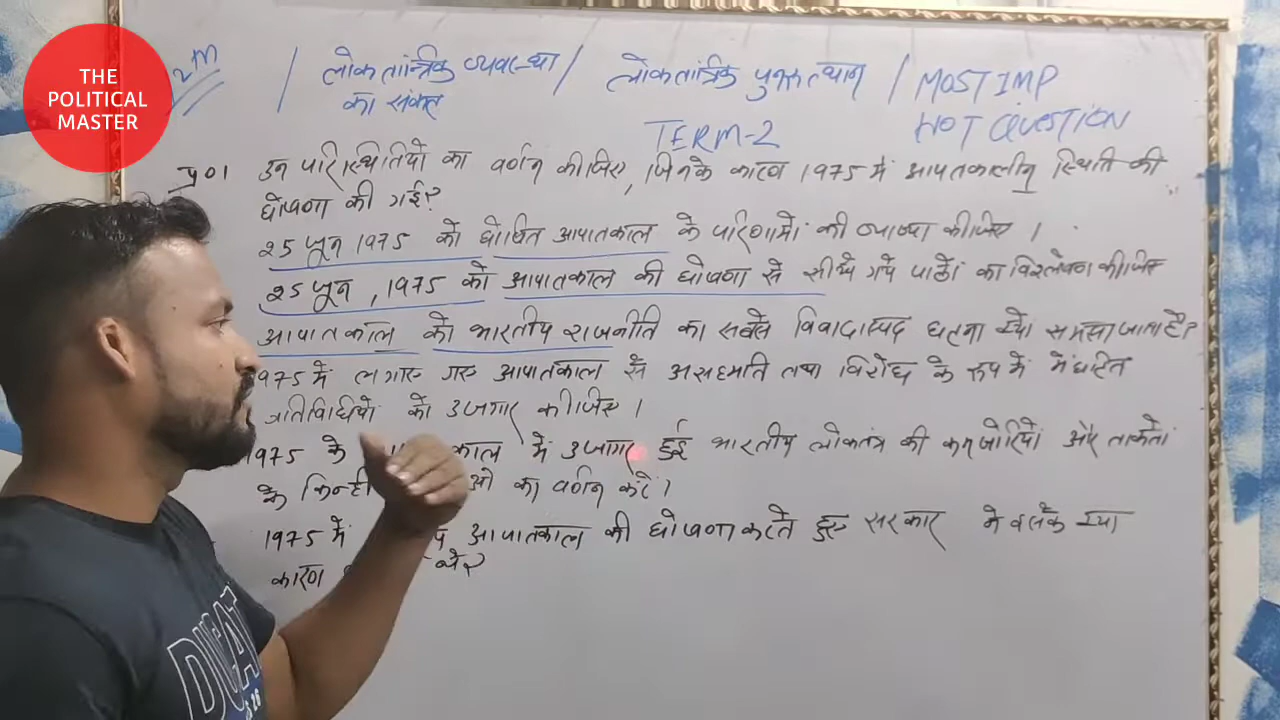 THE
POLITICAL
MASTER
2M
/ लोकतांत्रिक व्यवस्था / लोकतांत्रिक पुनरुत्थान / MOST IMP
का संकट
TERM-2 HOT QUESTION
प्र०1 उन परिस्थितियों का वर्णन कीजिए, जिनके कारण 1975 में आपातकालीन स्थिती की
घोषणा की गई?
25 जून 1975 को घोषित आपातकाल के परिणामों की व्याख्या कीजिए ।
25 जून, 1975 को आपातकाल की घोषणा से सीखे गये पाठों का विश्लेषण कीजिए
आपातकाल को भारतीय राजनीति का सबसे विवादास्पद घटना क्यों समझा जाता है?
1975 में लगाए गए आपातकाल से असहमति तथा विरोध के रूप में में घटित
गतिविधियों को उजागर कीजिए ।
1975 के काल में उजागर हुई भारतीय लोकतंत्र की कमजोरियों और ताकतों
के किन्ही ओ का वर्णन करें ।
1975 में आपातकाल की घोषणा करते हुए सरकार ने क्या
कारण थे?
DUCAT